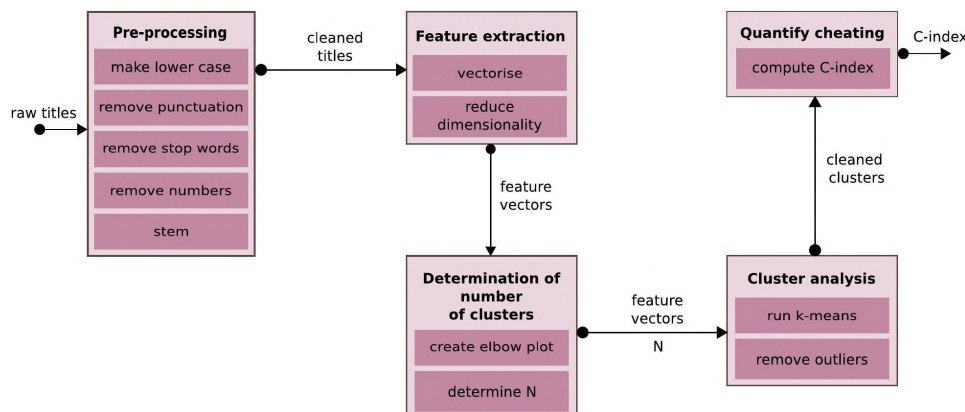 raw titles
Pre-processing
make lower case
remove punctuation
remove stop words
remove numbers
stem
cleaned
titles
Feature extraction
vectorise
reduce
dimensionality
feature
vectors
Determination of
number
of clusters
create elbow plot
determine N
feature
vectors
N
Cluster analysis
run k-means
remove outliers
cleaned
clusters
Quantify cheating
compute C-index
C-index